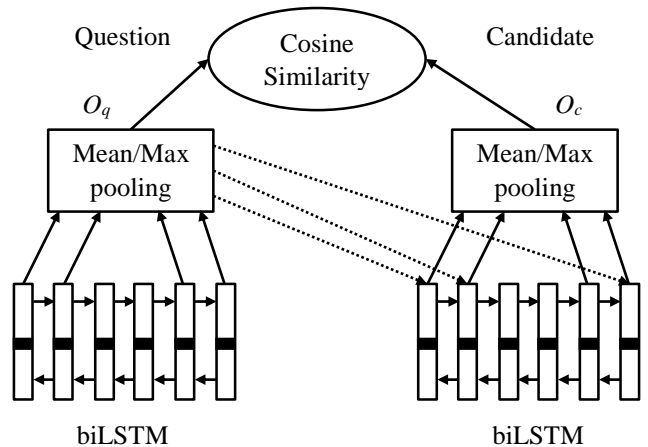 Question
Cosine
Similarity
Candidate
O_q
O_c
Mean/Max
pooling
Mean/Max
pooling
biLSTM
biLSTM